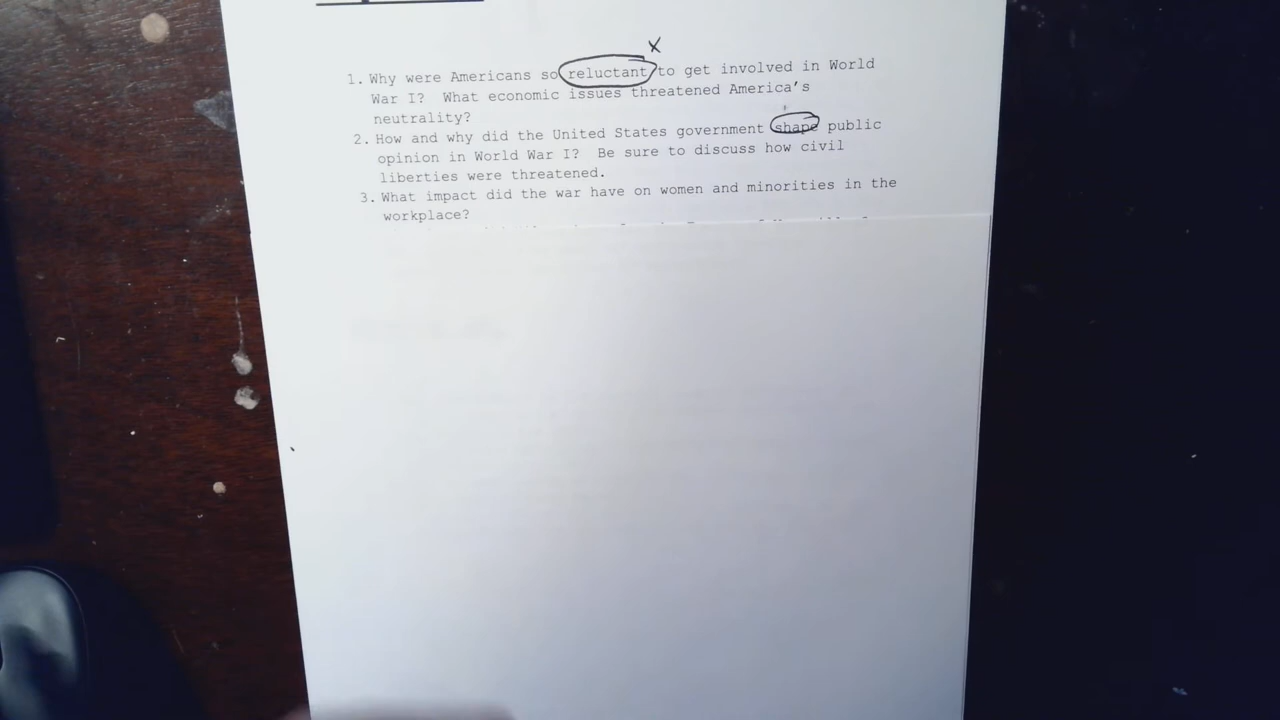 x
1. Why were Americans so reluctant to get involved in World
War I? What economic issues threatened America's
neutrality?
2. How and why did the United States government shape public
opinion in World War I? Be sure to discuss how civil
liberties were threatened.
3. What impact did the war have on women and minorities in the
workplace?